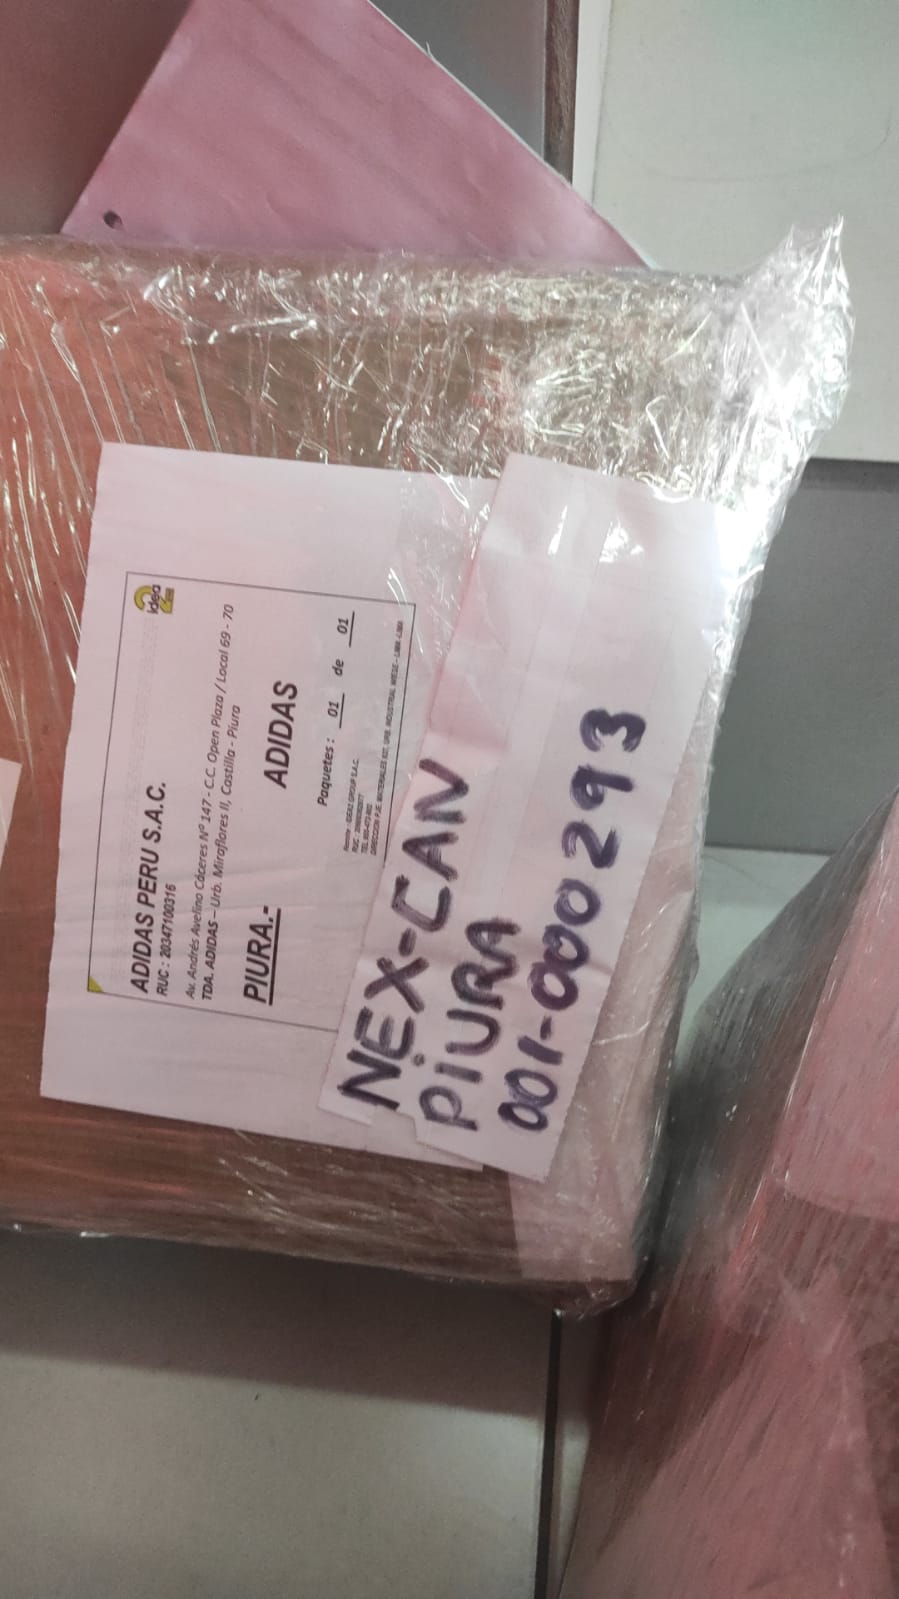 idea
ADIDAS PERU S.A.C.
RUC : 20347100316
Av. Andrés Avelino Cáceres Nº 147 - C.C. Open Plaza / Local 69 - 70
TDA. ADIDAS – Urb. Miraflores II, Castilla - Piura
PIURA.- ADIDAS
Paquetes : 01 de 01
NEX-CAN
PIURA
001-000293